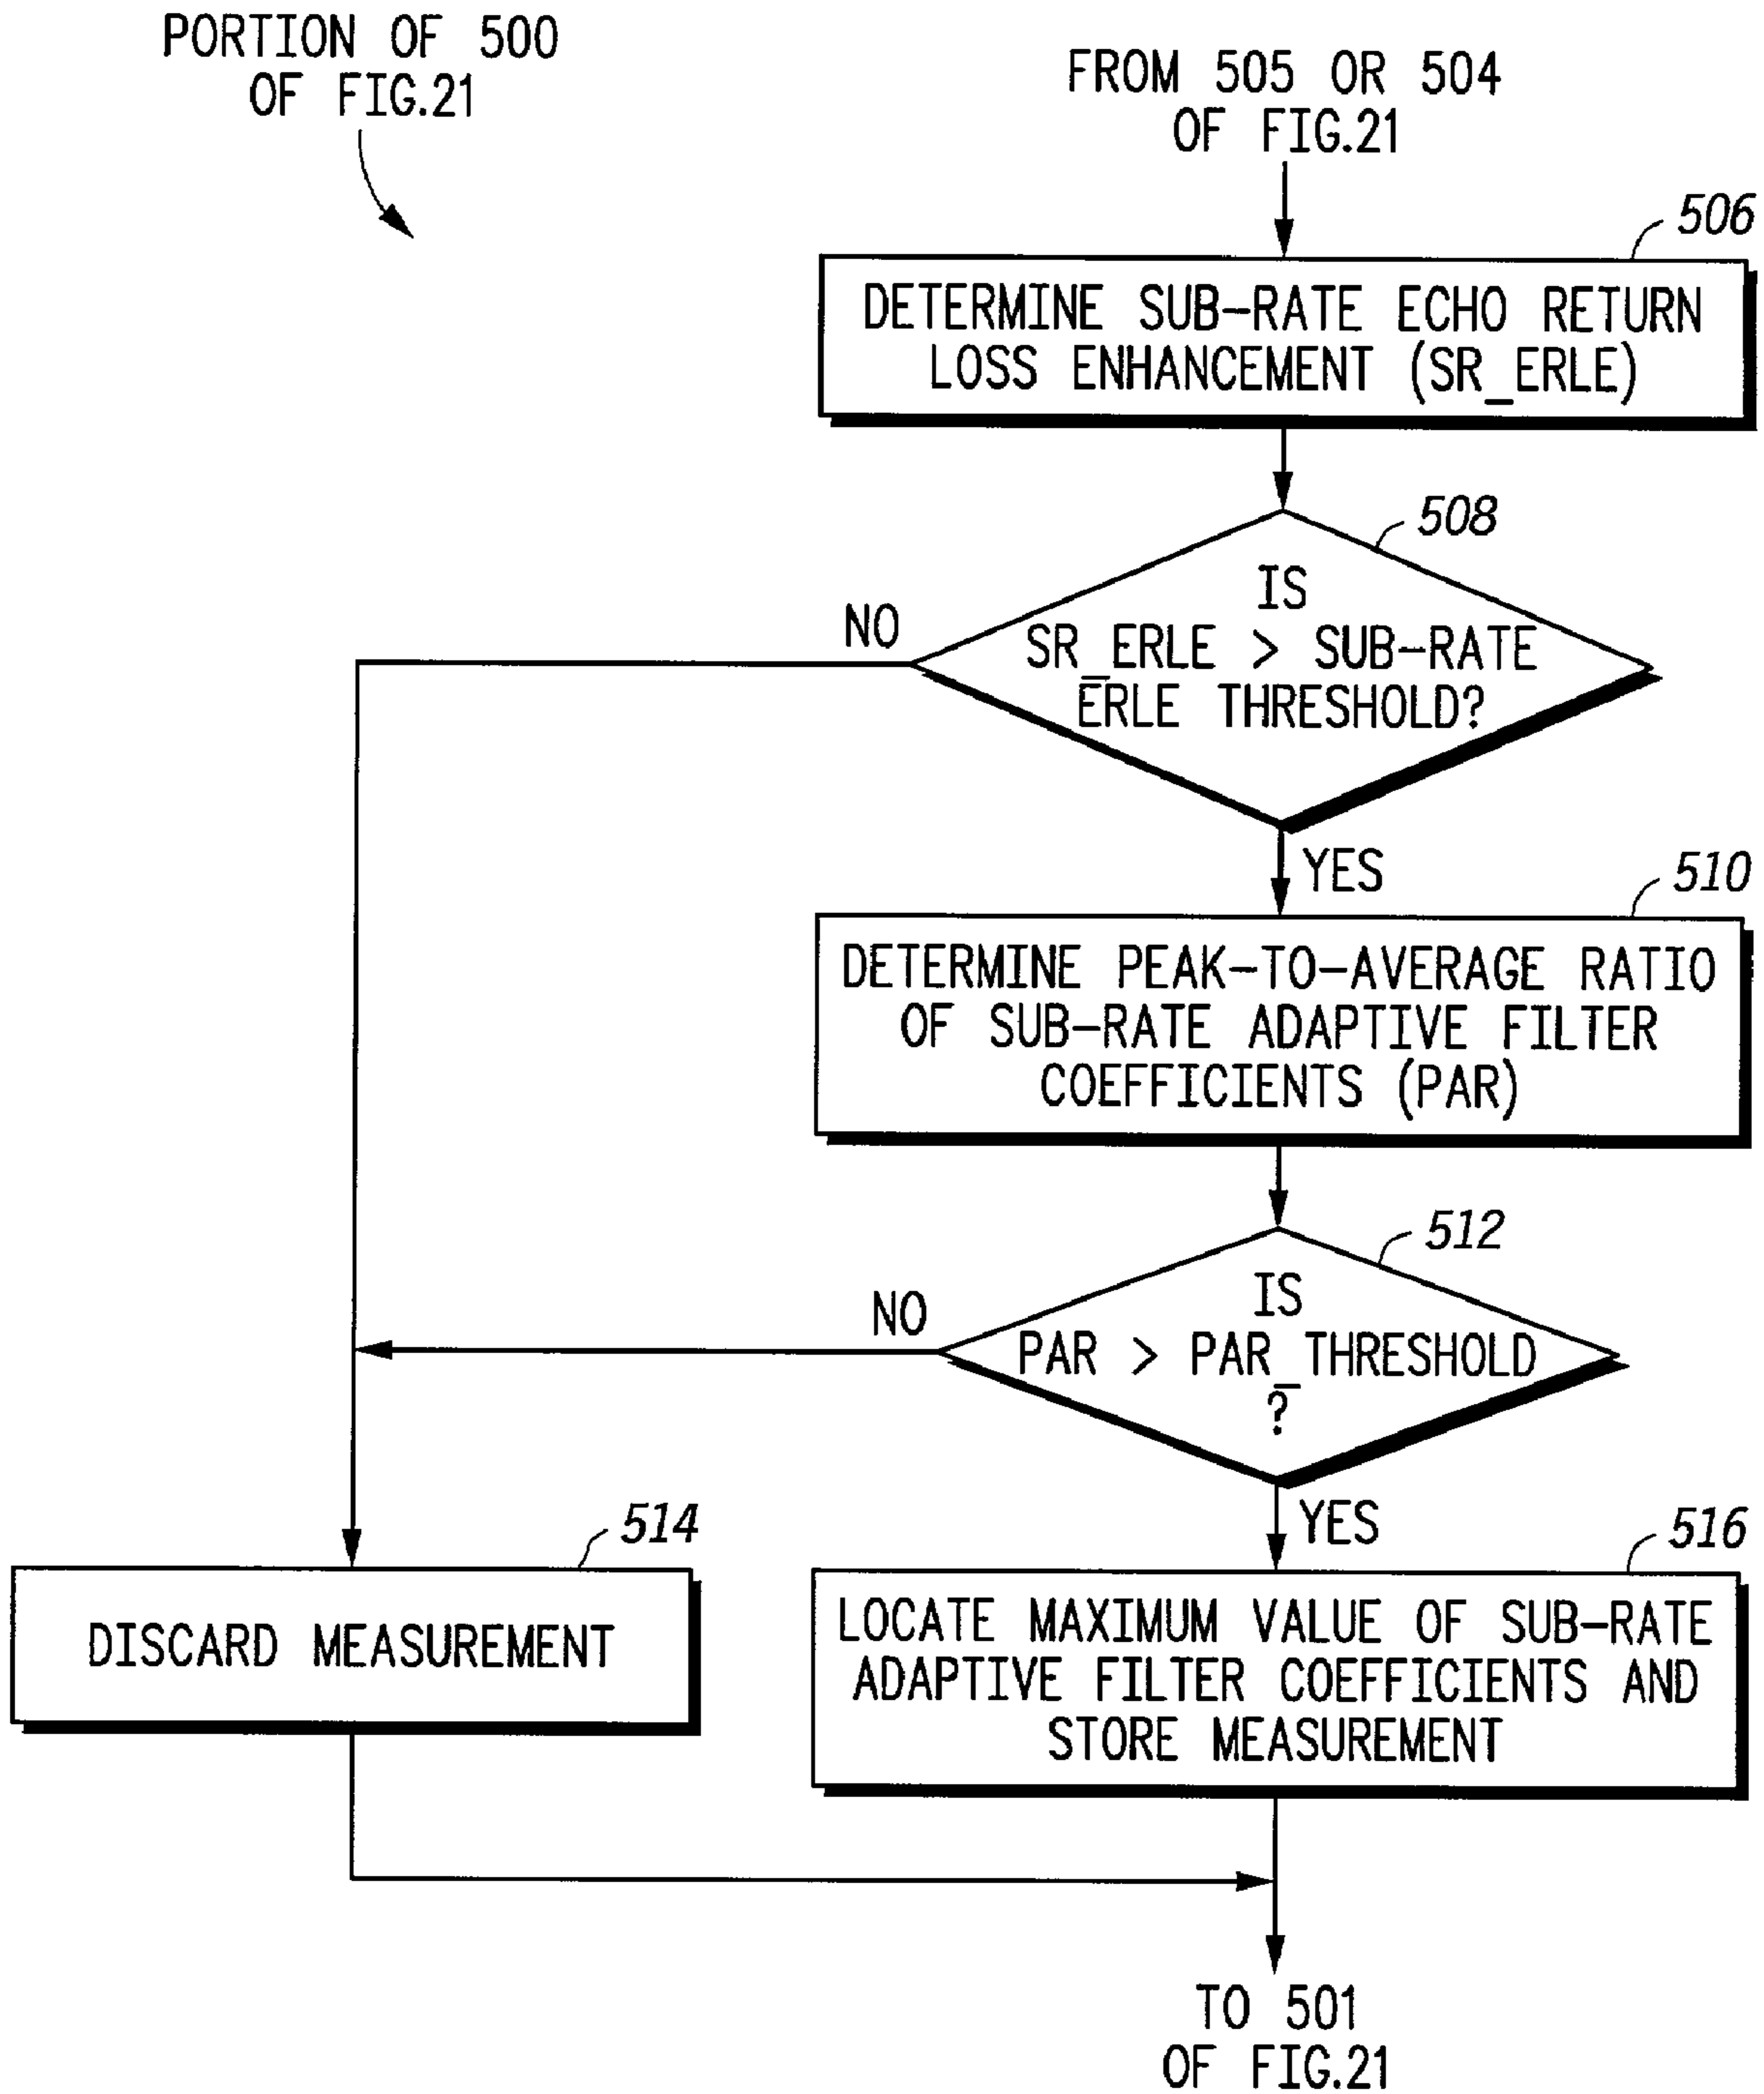 PORTION OF 500
OF FIG.21
FROM 505 OR 504
OF FIG.21
506
DETERMINE SUB-RATE ECHO RETURN
LOSS ENHANCEMENT (SR_ERLE)
508
IS
SR_ERLE > SUB-RATE
ERLE THRESHOLD?
NO
YES
510
DETERMINE PEAK-TO-AVERAGE RATIO
OF SUB-RATE ADAPTIVE FILTER
COEFFICIENTS (PAR)
512
IS
PAR > PAR_THRESHOLD
?
NO
YES
514
DISCARD MEASUREMENT
516
LOCATE MAXIMUM VALUE OF SUB-RATE
ADAPTIVE FILTER COEFFICIENTS AND
STORE MEASUREMENT
TO 501
OF FIG.21